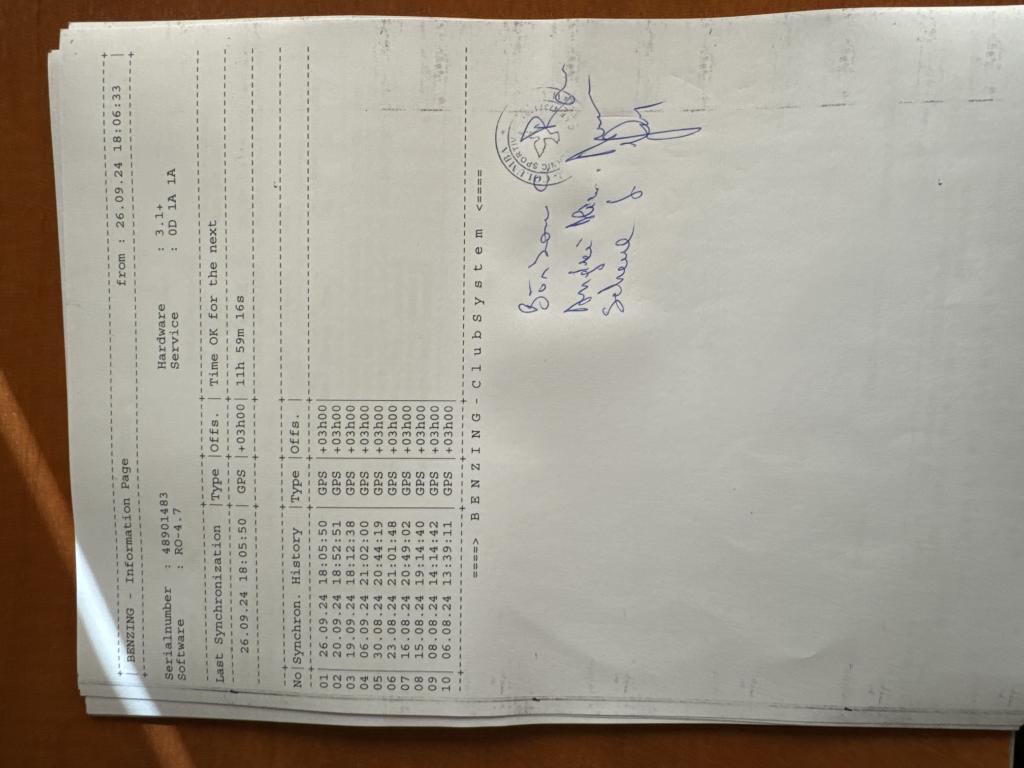 +-----------------------------------------------------------------------------+
| BENZING - Information Page                    from : 26.09.24 18:06:33      |
+-----------------------------------------------------------------------------+
Serialnumber : 48901483 Hardware : 3.1+
Software : RO-4.7 Service : 0D 1A 1A
Last Synchronization |Type |Offs. | Time OK for the next
26.09.24 18:05:50 | GPS |+03h00| 11h 59m 16s
No|Synchron. History |Type |Offs. |
01| 26.09.24 18:05:50 | GPS |+03h00
02| 20.09.24 18:52:51 | GPS |+03h00
03| 19.09.24 18:12:38 | GPS |+03h00
04| 06.09.24 21:02:00 | GPS |+03h00
05| 30.08.24 20:44:19 | GPS |+03h00
06| 23.08.24 21:01:48 | GPS |+03h00
07| 16.08.24 20:49:02 | GPS |+03h00
08| 15.08.24 19:14:40 | GPS |+03h00
09| 08.08.24 14:14:42 | GPS |+03h00
10| 06.08.24 13:39:11 | GPS |+03h00
====> B E N Z I N G - C l u b S y s t e m <====